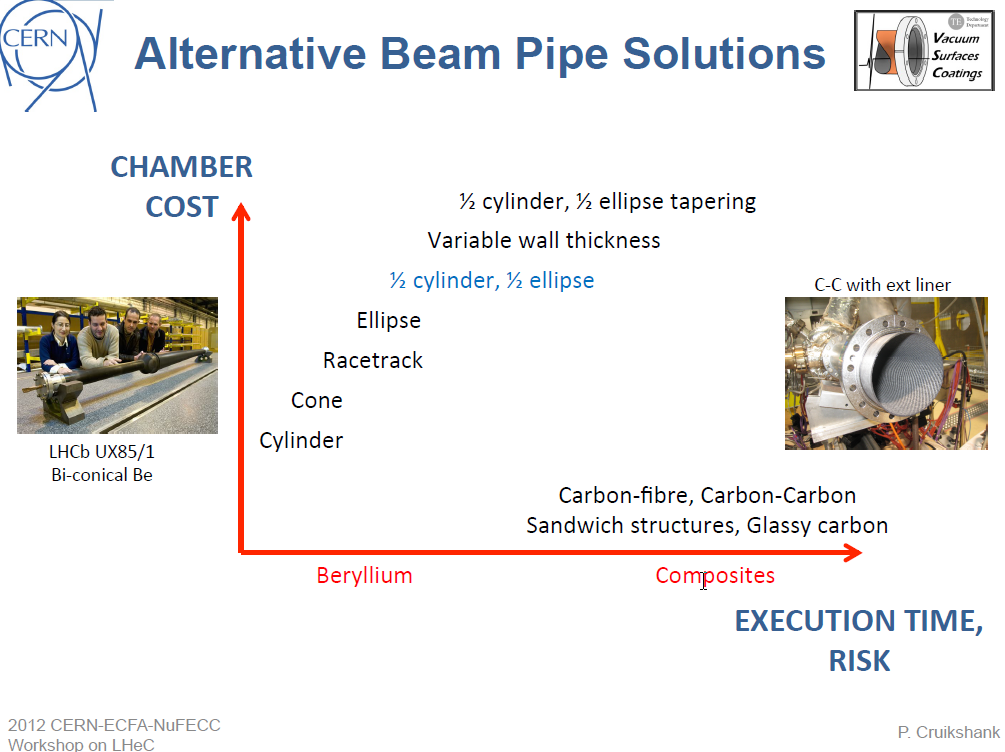 CERN
Alternative Beam Pipe Solutions
TE Technology
Department
Vacuum
Surfaces
Coatings
CHAMBER
COST
½ cylinder, ½ ellipse tapering
Variable wall thickness
½ cylinder, ½ ellipse
Ellipse
Racetrack
Cone
Cylinder
C-C with ext liner
LHCb UX85/1
Bi-conical Be
Carbon-fibre, Carbon-Carbon
Sandwich structures, Glassy carbon
Beryllium
Composites
EXECUTION TIME,
RISK
2012 CERN-ECFA-NuFECC
Workshop on LHeC
P. Cruikshank